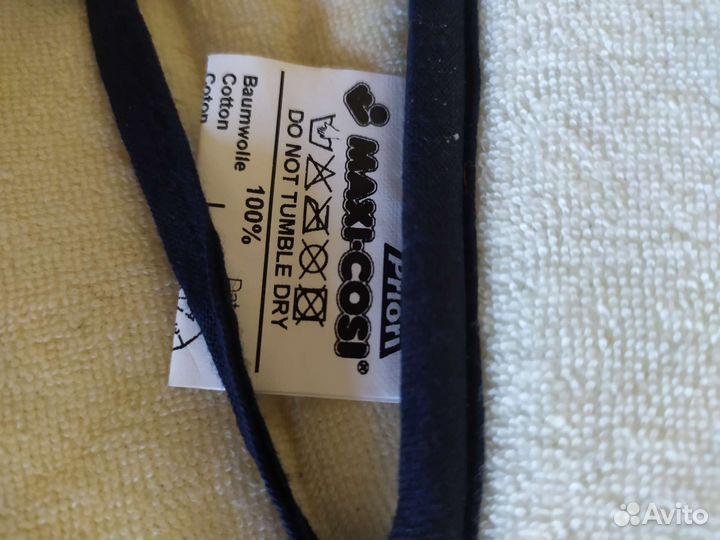 Priori
MAXI-COSI®
DO NOT TUMBLE DRY
Baumwolle 100%
Cotton
Coton
Avito